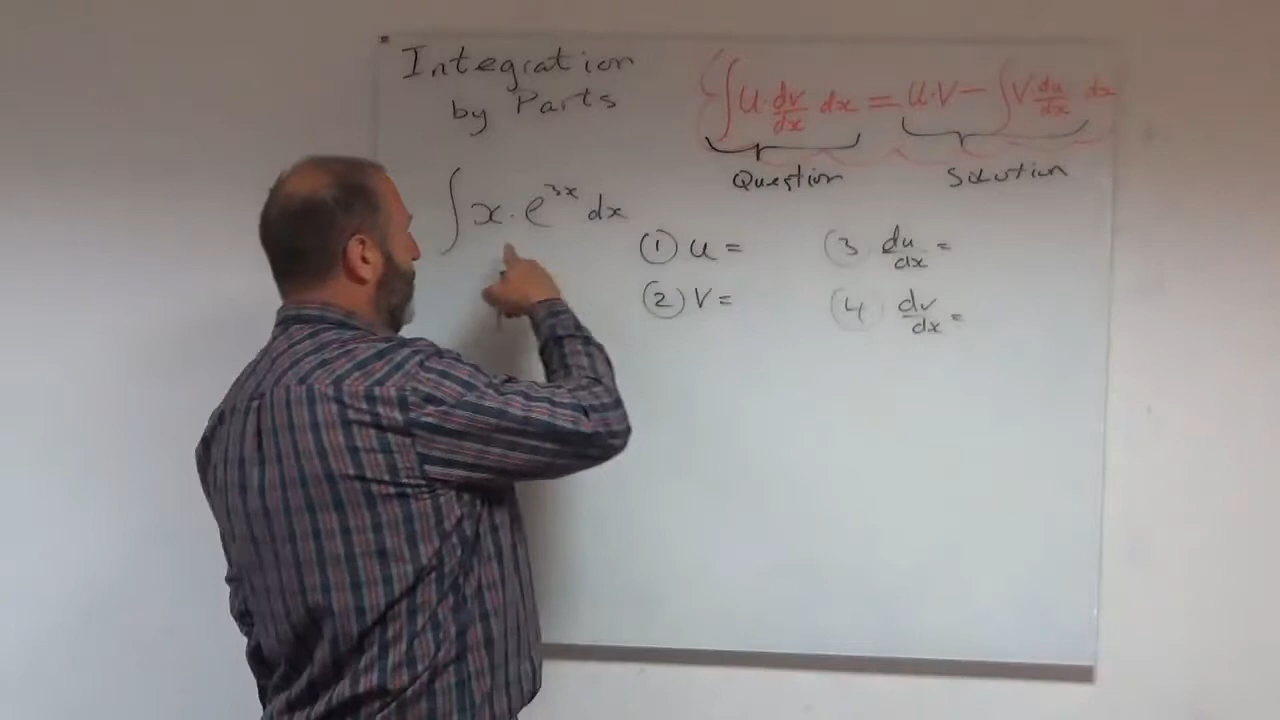 Integration
by Parts
∫ u·dv/dx dx = u·v − ∫ v du/dx dx
Question
Solution
∫ x·e^3x dx
① u =
② v =
③ du/dx =
④ dv/dx =